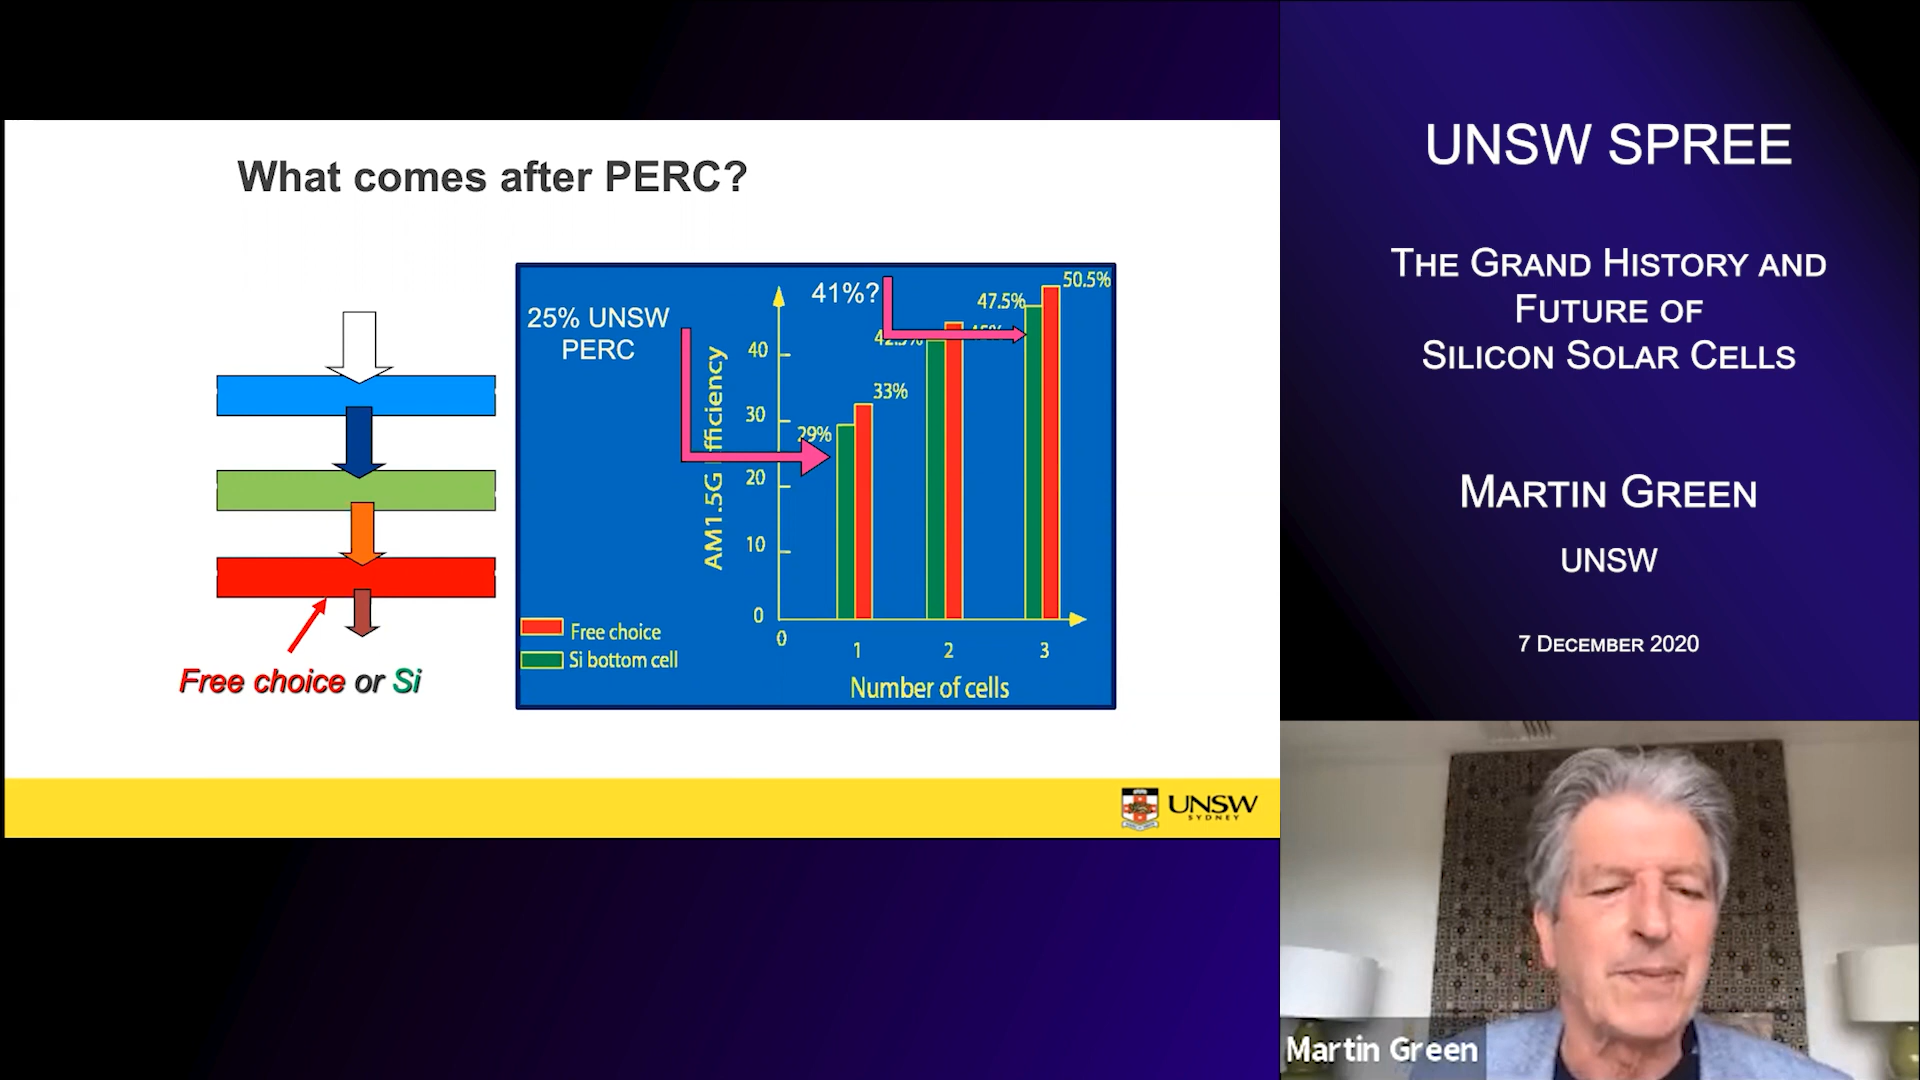 What comes after PERC?
25% UNSW
PERC
41%?
50.5%
47.5%
42.5%
45%
33%
29%
40
30
20
10
0
AM1.5G Efficiency
0
1
2
3
Number of cells
Free choice
Si bottom cell
Free choice or Si
UNSW
SYDNEY
UNSW SPREE
THE GRAND HISTORY AND
FUTURE OF
SILICON SOLAR CELLS
MARTIN GREEN
UNSW
7 DECEMBER 2020
Martin Green